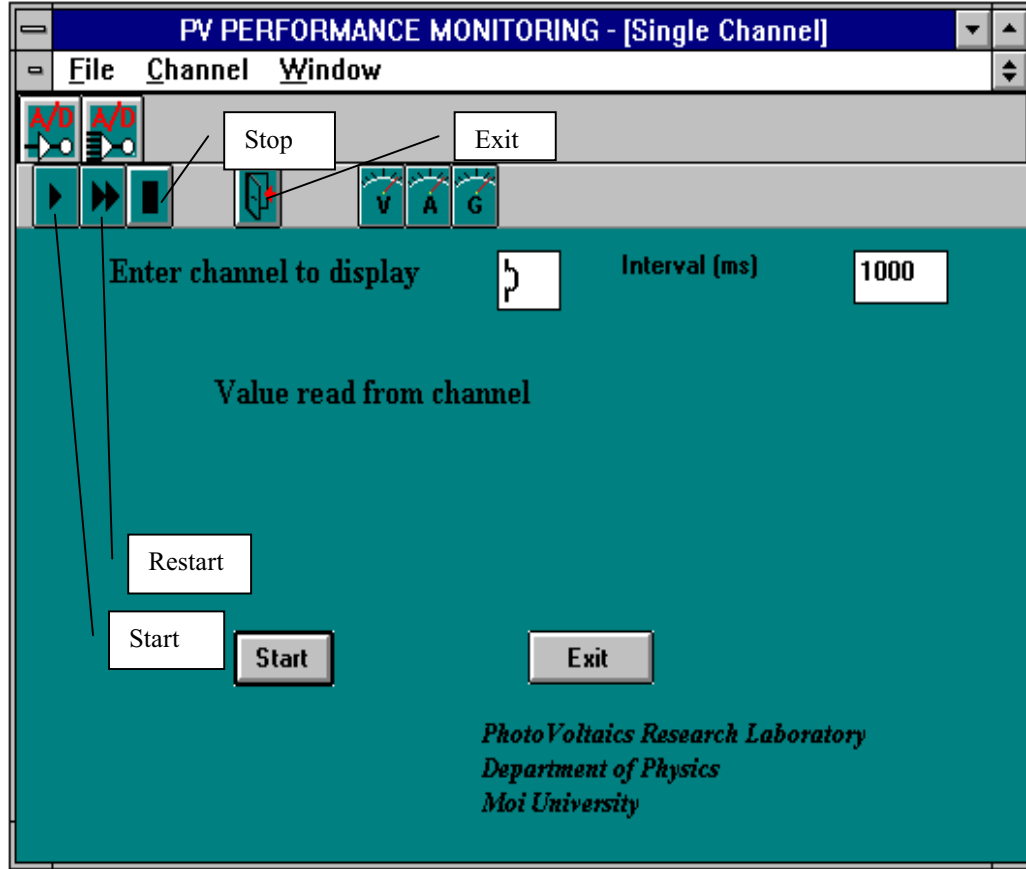 PV PERFORMANCE MONITORING - [Single Channel]
File Channel Window
A/D A/D
Stop
Exit
V A G
Enter channel to display
Interval (ms) 1000
Value read from channel
Restart
Start
Start Exit
PhotoVoltaics Research Laboratory
Department of Physics
Moi University